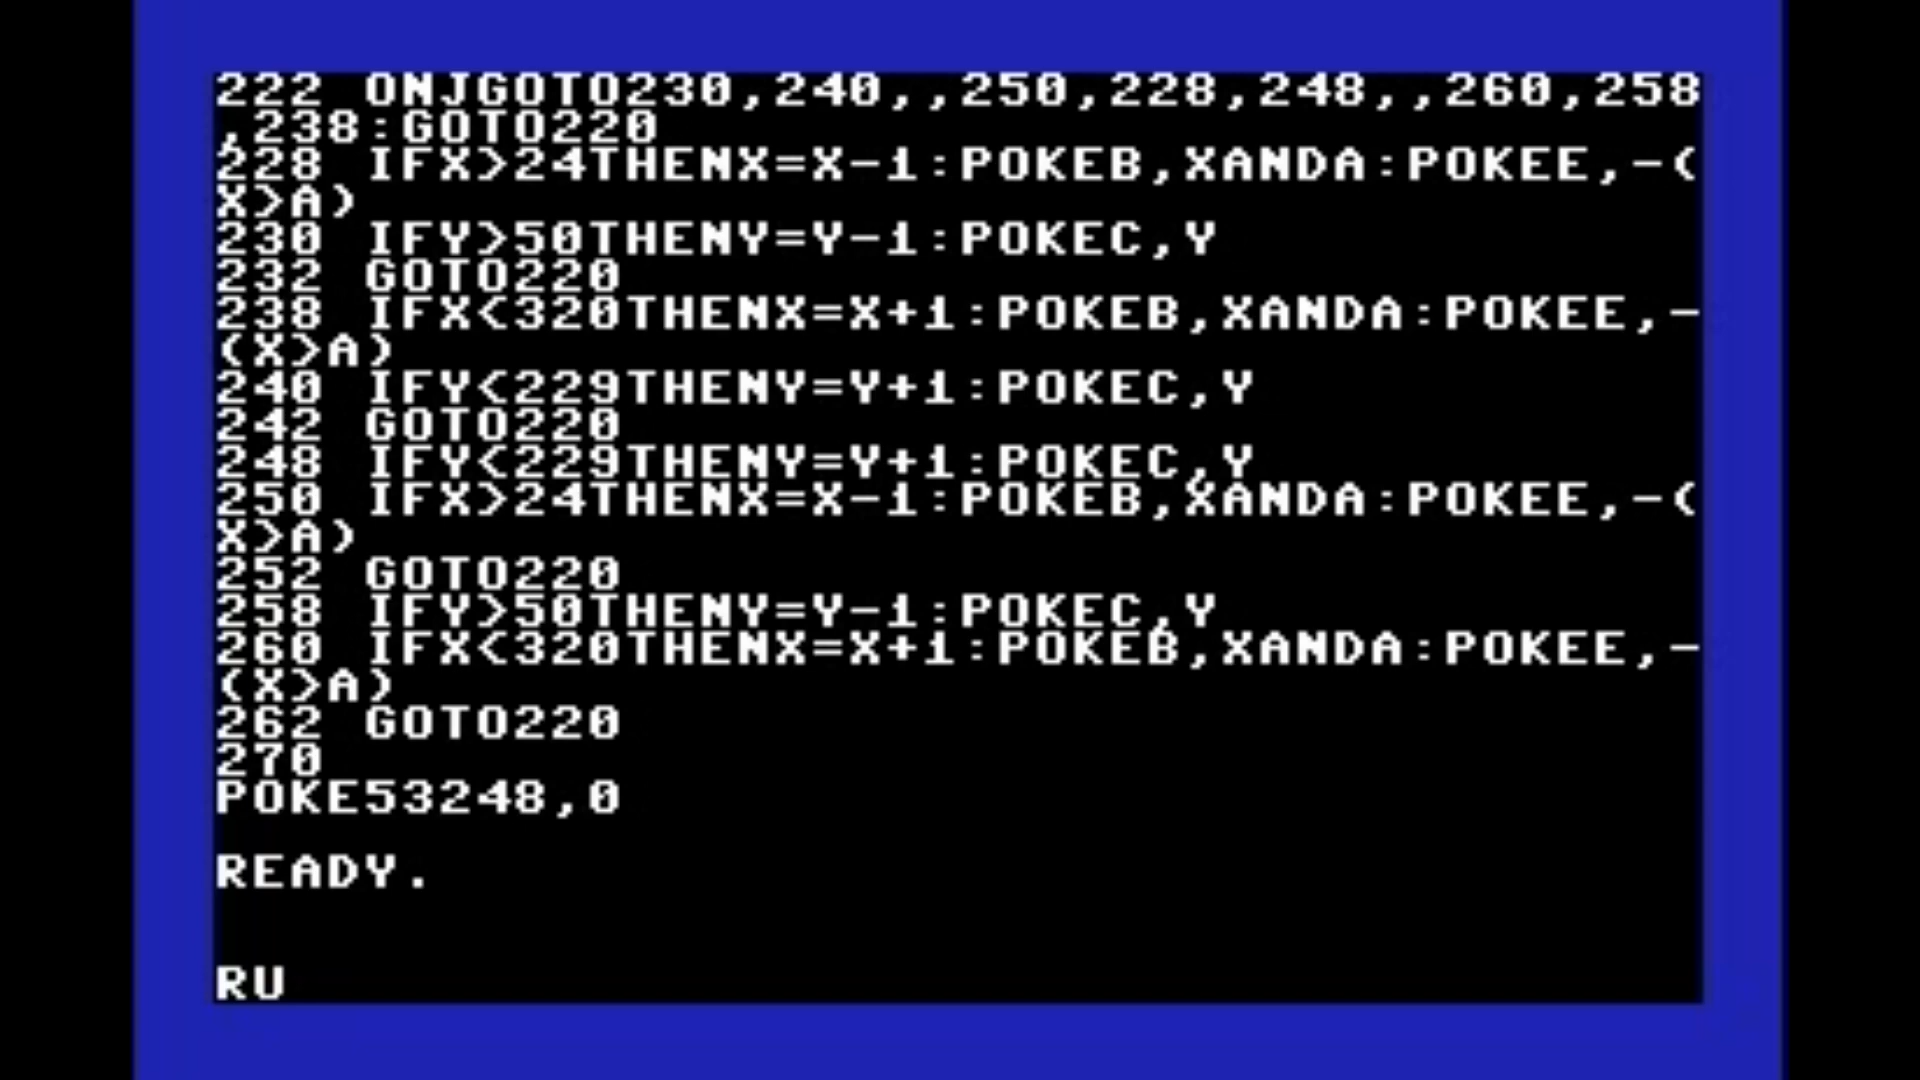 222 ONJGOTO230,240,,250,228,248,,260,258
,238:GOTO220
228 IFX>24THENX=X-1:POKEB,XANDA:POKEE,-(
X>A)
230 IFY>50THENY=Y-1:POKEC,Y
232 GOTO220
238 IFX<320THENX=X+1:POKEB,XANDA:POKEE,-
(X>A)
240 IFY<229THENY=Y+1:POKEC,Y
242 GOTO220
248 IFY<229THENY=Y+1:POKEC,Y
250 IFX>24THENX=X-1:POKEB,XANDA:POKEE,-(
X>A)
252 GOTO220
258 IFY>50THENY=Y-1:POKEC,Y
260 IFX<320THENX=X+1:POKEB,XANDA:POKEE,-
(X>A)
262 GOTO220
270
POKE53248,0
READY.
RU